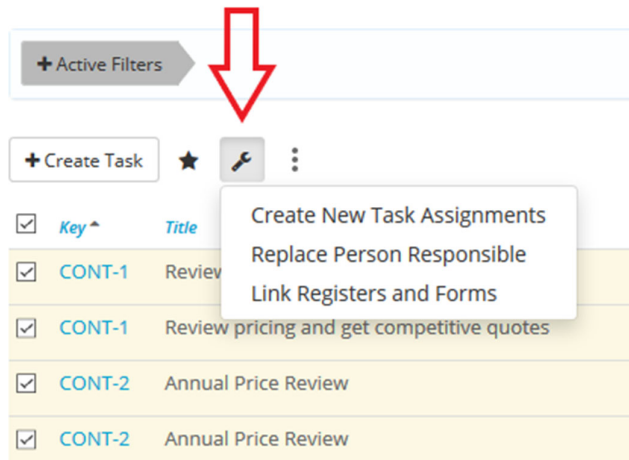 + Active Filters
+ Create Task
Create New Task Assignments
Replace Person Responsible
Link Registers and Forms
Key Title
CONT-1 Review
CONT-1 Review pricing and get competitive quotes
CONT-2 Annual Price Review
CONT-2 Annual Price Review